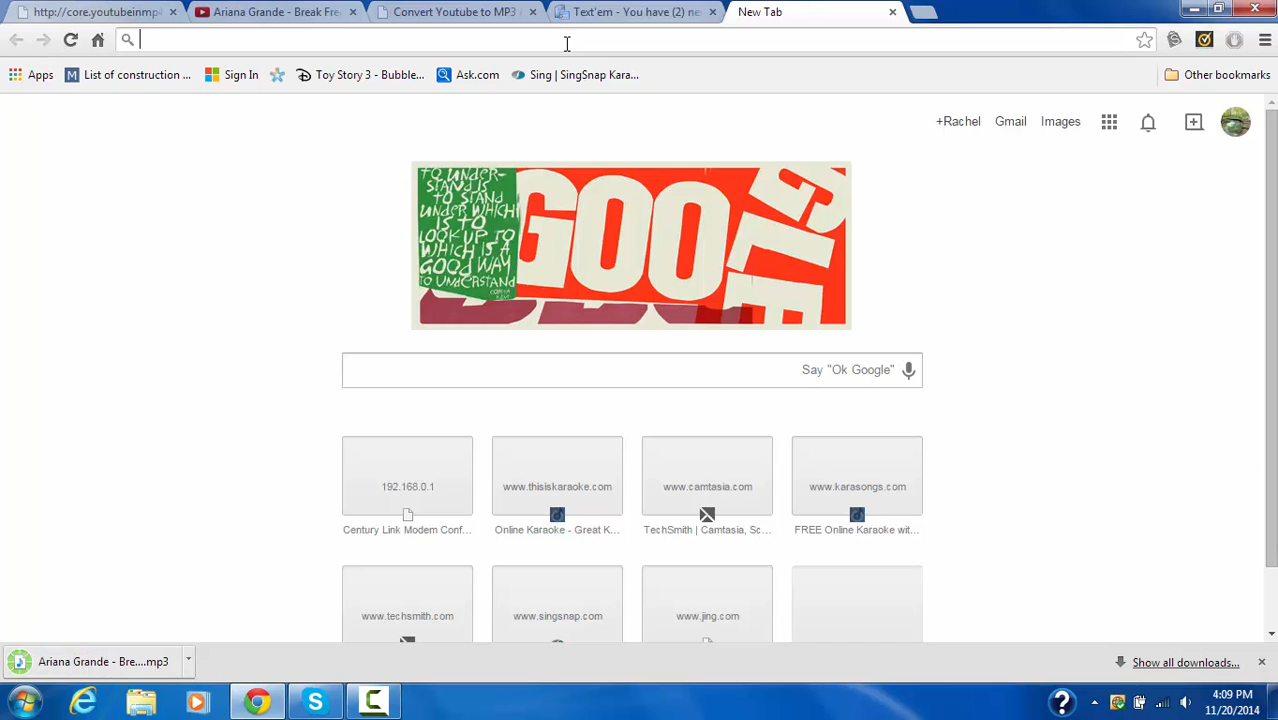 http://core.youtubeinmp
Ariana Grande - Break Fre
Convert Youtube to MP3
Text'em - You have (2) ne
New Tab
Apps
List of construction ...
Sign In
Toy Story 3 - Bubble...
Ask.com
Sing | SingSnap Kara...
Other bookmarks
+Rachel
Gmail
Images
TO UNDER-
STAND IS
TO STAND
UNDER WHICH
IS TO
LOOK UP TO
WHICH IS A
GOOD WAY
TO UNDERSTAND
GOO
GLE
Say "Ok Google"
192.168.0.1
www.thisiskaraoke.com
www.camtasia.com
www.karasongs.com
Century Link Modem Conf...
Online Karaoke - Great K...
TechSmith | Camtasia, Sc...
FREE Online Karaoke wit...
www.techsmith.com
www.singsnap.com
www.jing.com
Ariana Grande - Bre....mp3
Show all downloads...
4:09 PM
11/20/2014